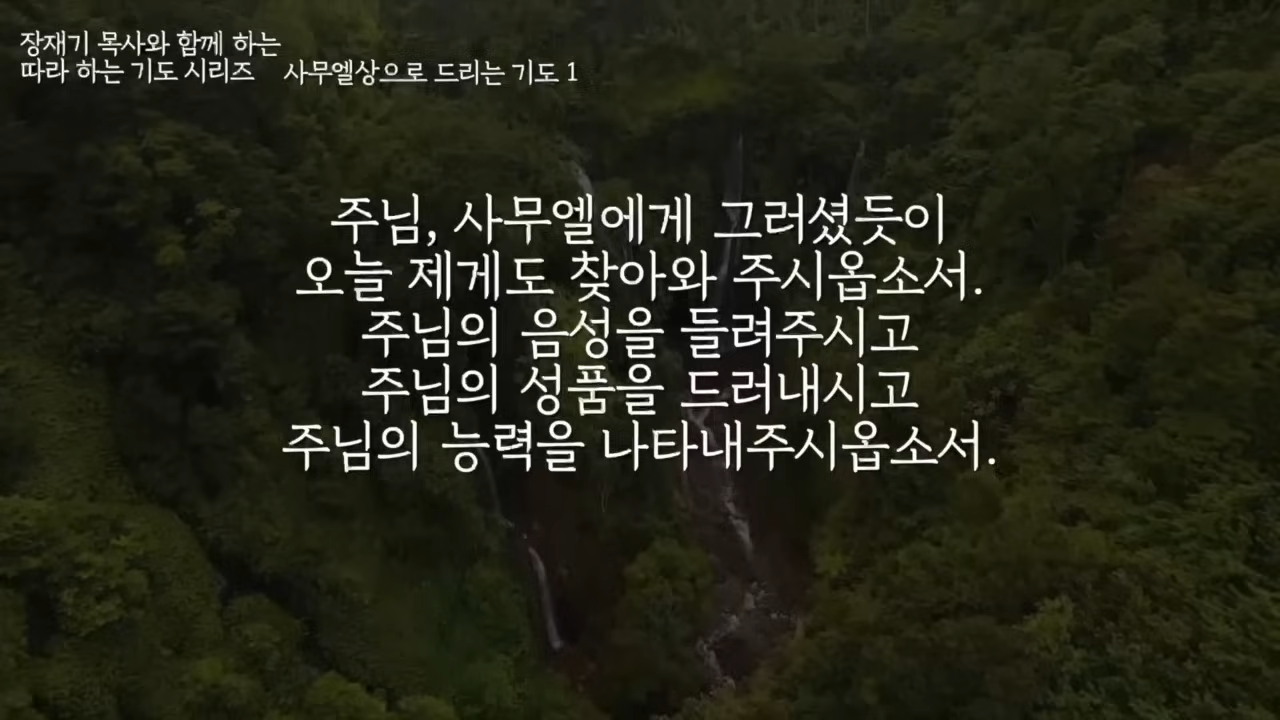 장재기 목사와 함께 하는
따라 하는 기도 시리즈 사무엘상으로 드리는 기도 1
주님, 사무엘에게 그러셨듯이
오늘 제게도 찾아와 주시옵소서.
주님의 음성을 들려주시고
주님의 성품을 드러내시고
주님의 능력을 나타내주시옵소서.